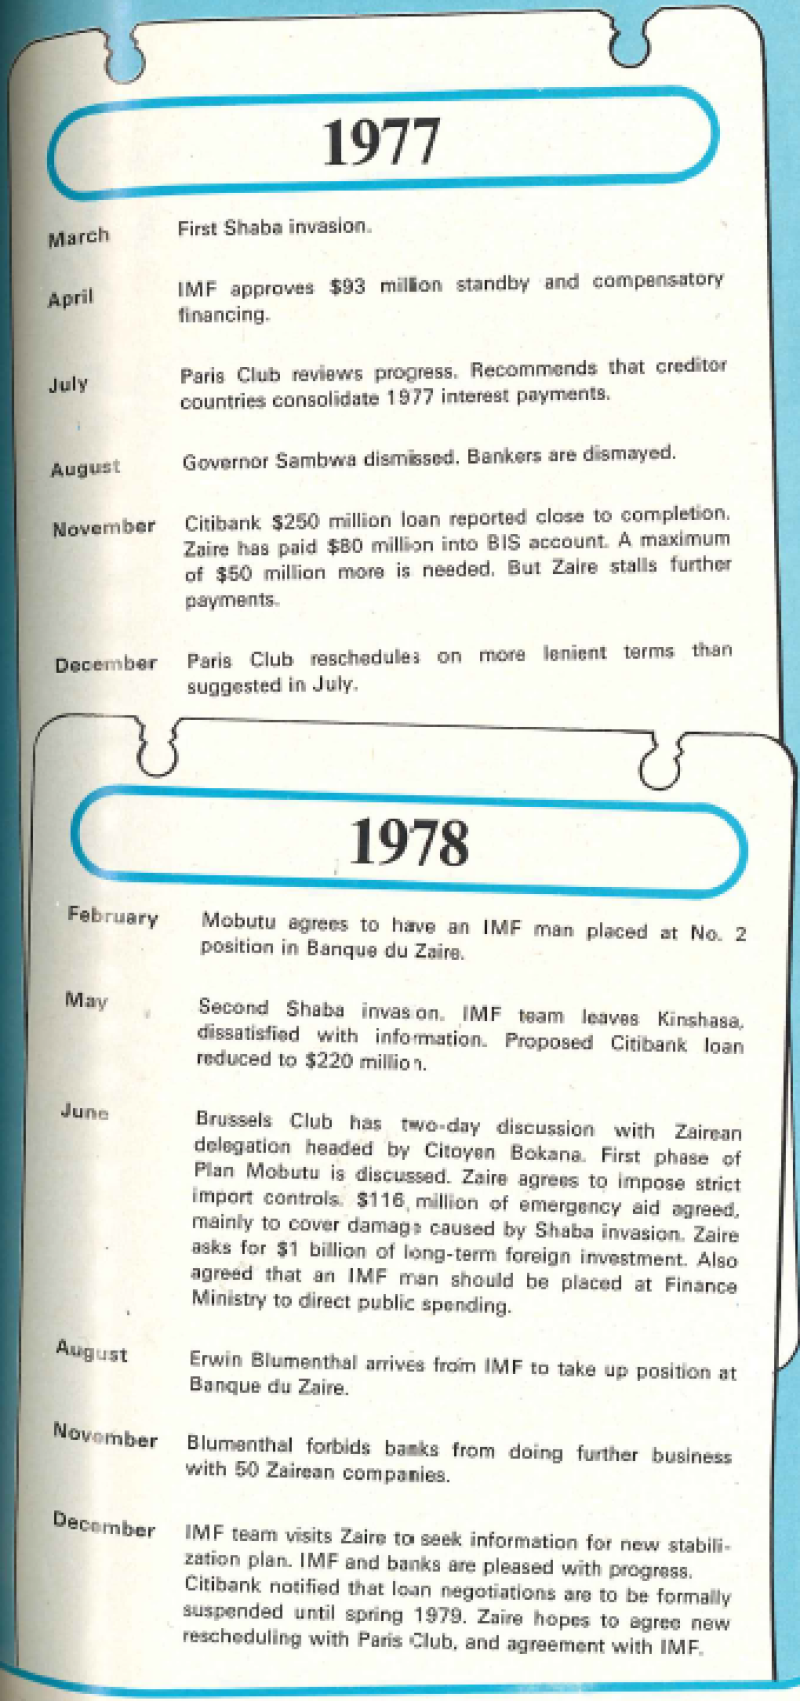 1977
March
First Shaba invasion.
April
IMF approves $93 million standby and compensatory
financing.
July
Paris Club reviews progress. Recommends that creditor
countries consolidate 1977 interest payments.
August
Governor Sambwa dismissed. Bankers are dismayed.
November
Citibank $250 million loan reported close to completion.
Zaire has paid $80 million into BIS account. A maximum
of $50 million more is needed. But Zaire stalls further
payments.
December
Paris Club reschedules on more lenient terms than
suggested in July.
1978
February
Mobutu agrees to have an IMF man placed at No. 2
position in Banque du Zaire.
May
Second Shaba invasion. IMF team leaves Kinshasa,
dissatisfied with information. Proposed Citibank loan
reduced to $220 million.
June
Brussels Club has two-day discussion with Zairean
delegation headed by Citoyen Bokana. First phase of
Plan Mobutu is discussed. Zaire agrees to impose strict
import controls. $116 million of emergency aid agreed,
mainly to cover damage caused by Shaba invasion. Zaire
asks for $1 billion of long-term foreign investment. Also
agreed that an IMF man should be placed at Finance
Ministry to direct public spending.
August
Erwin Blumenthal arrives from IMF to take up position at
Banque du Zaire.
November
Blumenthal forbids banks from doing further business
with 50 Zairean companies.
December
IMF team visits Zaire to seek information for new stabili-
zation plan. IMF and banks are pleased with progress.
Citibank notified that loan negotiations are to be formally
suspended until spring 1979. Zaire hopes to agree new
rescheduling with Paris Club, and agreement with IMF.